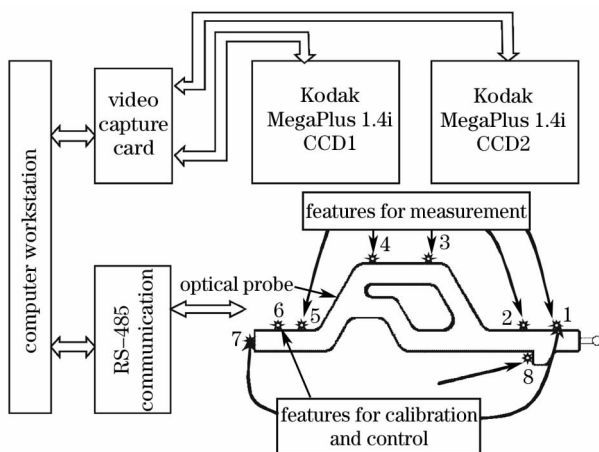 computer workstation
video
capture
card
Kodak
MegaPlus 1.4i
CCD1
Kodak
MegaPlus 1.4i
CCD2
features for measurement
RS–485
communication
optical probe
4
3
6
5
2
1
7
8
features for calibration
and control